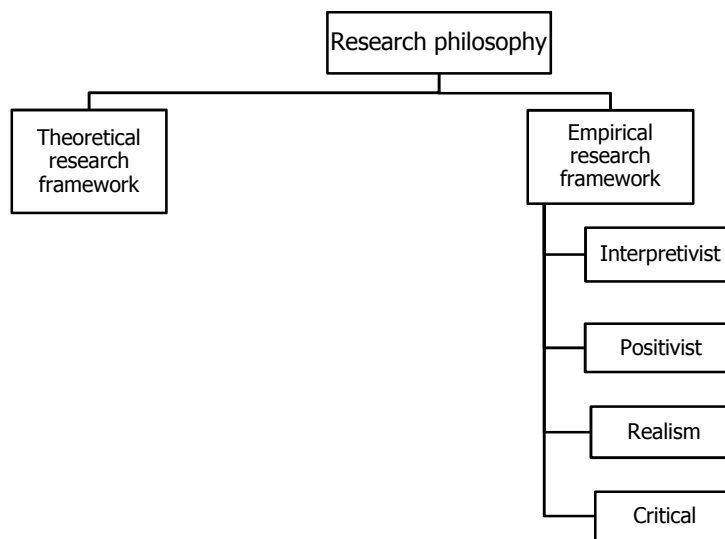 Research philosophy
Theoretical
research
framework
Empirical
research
framework
Interpretivist
Positivist
Realism
Critical